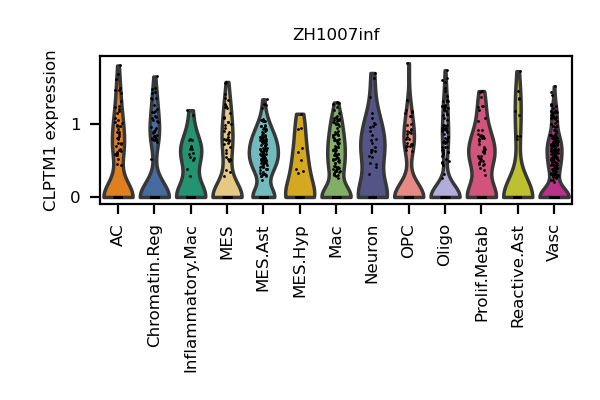 ZH1007inf
CLPTM1 expression
1
0
AC
Chromatin.Reg
Inflammatory.Mac
MES
MES.Ast
MES.Hyp
Mac
Neuron
OPC
Oligo
Prolif.Metab
Reactive.Ast
Vasc